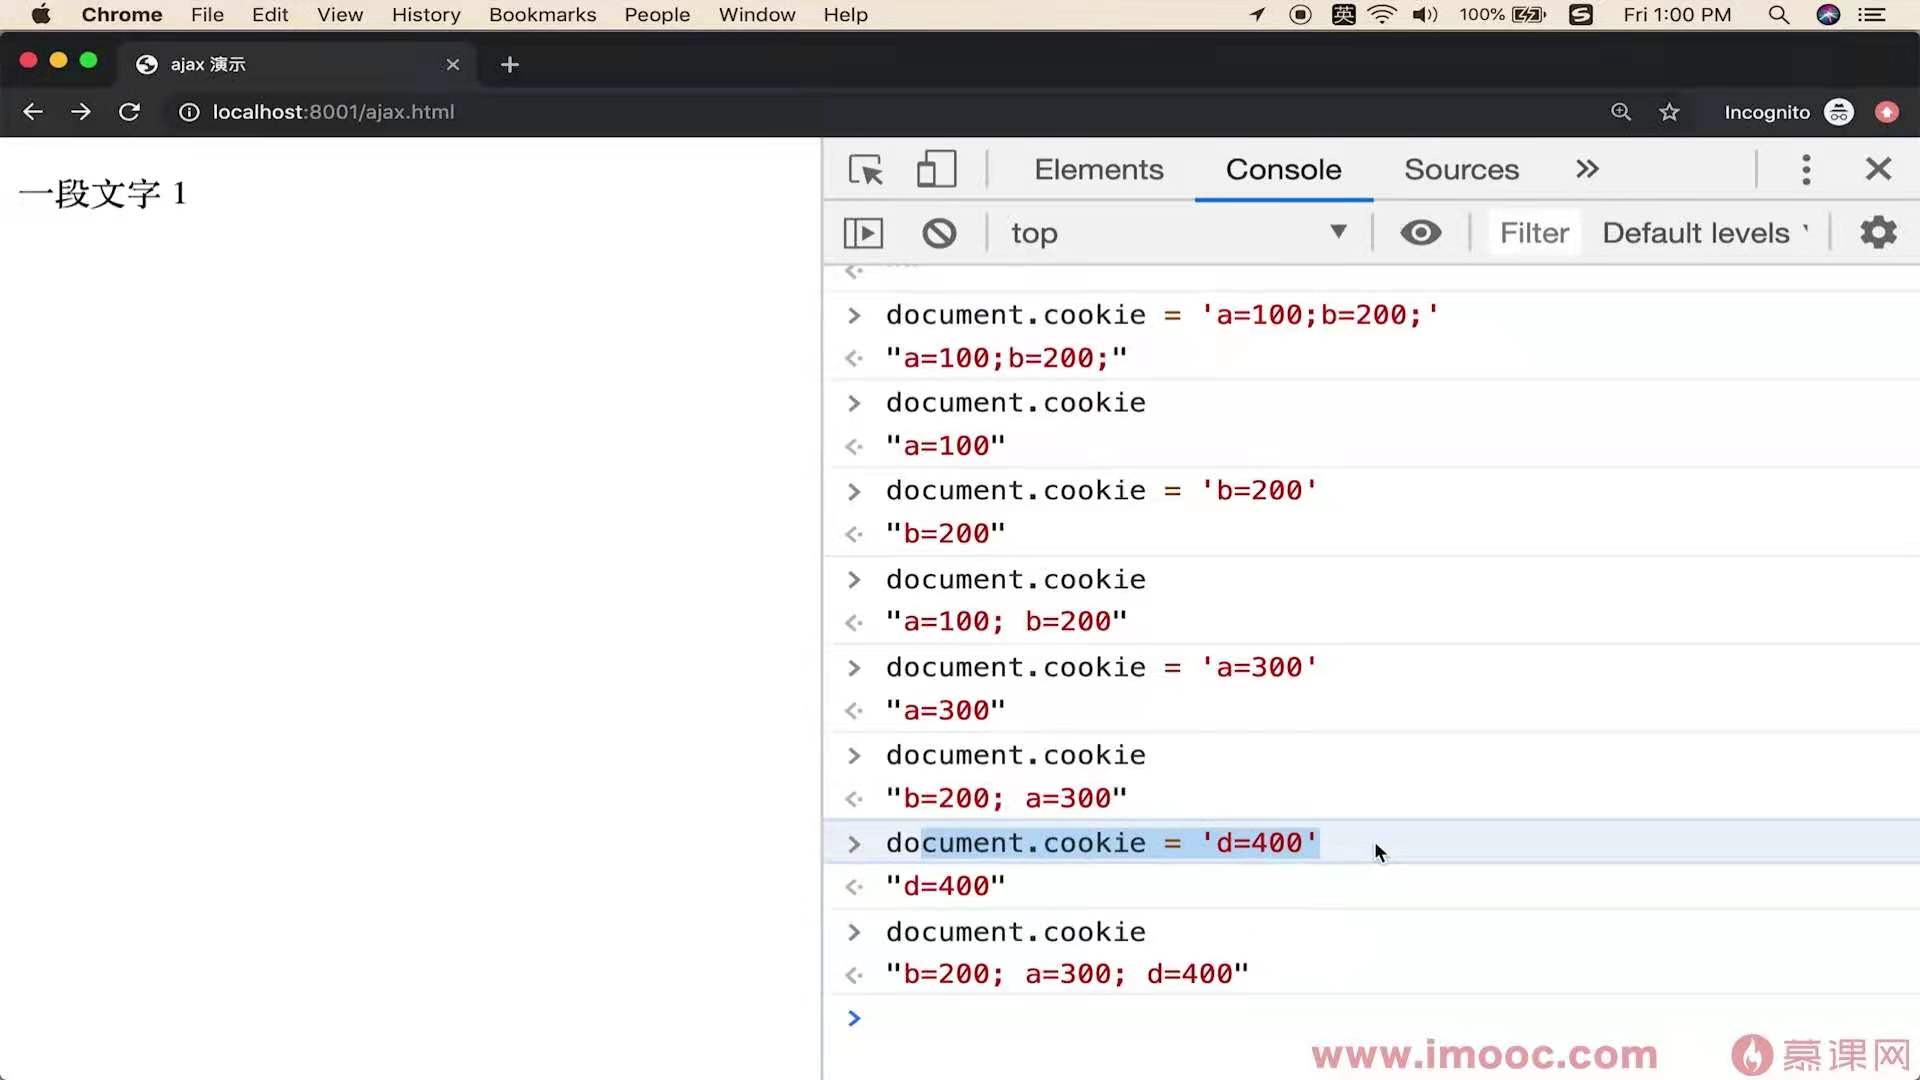 Chrome File Edit View History Bookmarks People Window Help 英 100% Fri 1:00 PM
ajax 演示
localhost:8001/ajax.html Incognito
一段文字 1
Elements Console Sources
top Filter Default levels
> document.cookie = 'a=100;b=200;'
"a=100;b=200;"
> document.cookie
"a=100"
> document.cookie = 'b=200'
"b=200"
> document.cookie
"a=100; b=200"
> document.cookie = 'a=300'
"a=300"
> document.cookie
"b=200; a=300"
> document.cookie = 'd=400'
"d=400"
> document.cookie
"b=200; a=300; d=400"
>
www.imooc.com 慕课网